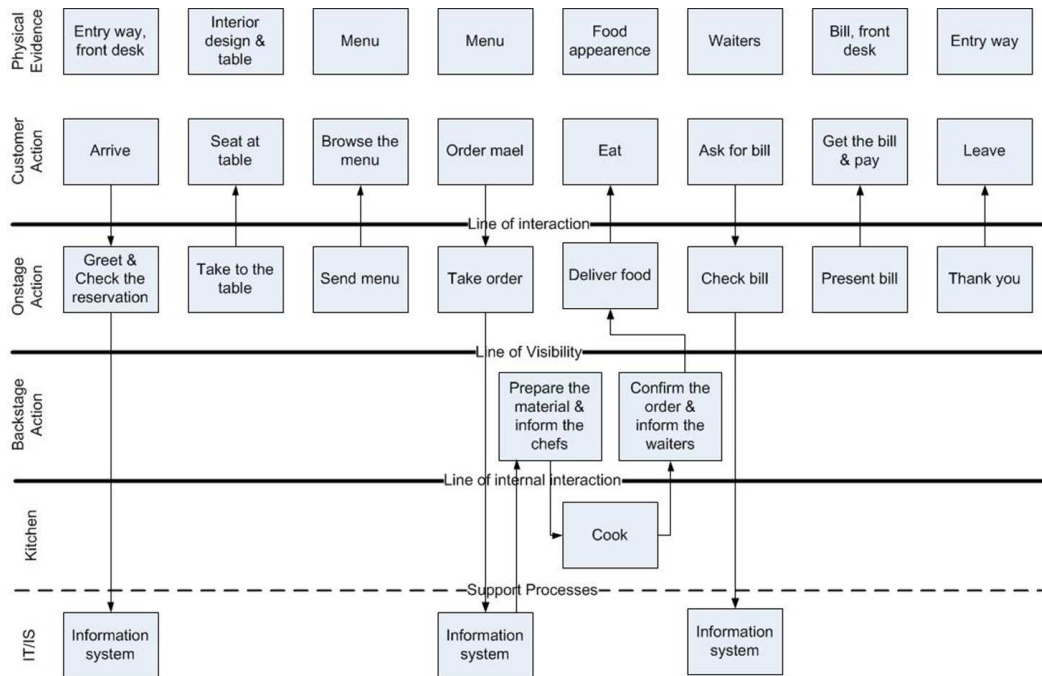 Physical
Evidence
Entry way,
front desk
Interior
design &
table
Menu
Menu
Food
appearence
Waiters
Bill, front
desk
Entry way
Customer
Action
Arrive
Seat at
table
Browse the
menu
Order mael
Eat
Ask for bill
Get the bill
& pay
Leave
Line of interaction
Onstage
Action
Greet &
Check the
reservation
Take to the
table
Send menu
Take order
Deliver food
Check bill
Present bill
Thank you
Line of Visibility
Backstage
Action
Prepare the
material &
inform the
chefs
Confirm the
order &
inform the
waiters
Line of internal interaction
Kitchen
Cook
Support Processes
IT/IS
Information
system
Information
system
Information
system